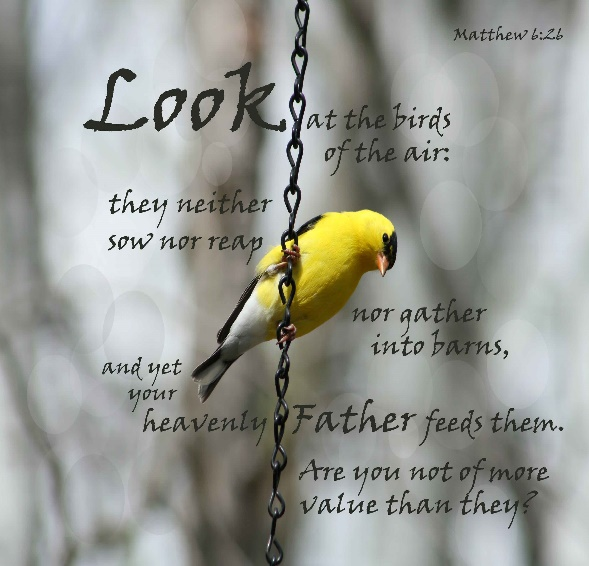 Matthew 6:26
Look at the birds
of the air:
they neither
sow nor reap
nor gather
into barns,
and yet
your
heavenly Father feeds them.
Are you not of more
value than they?